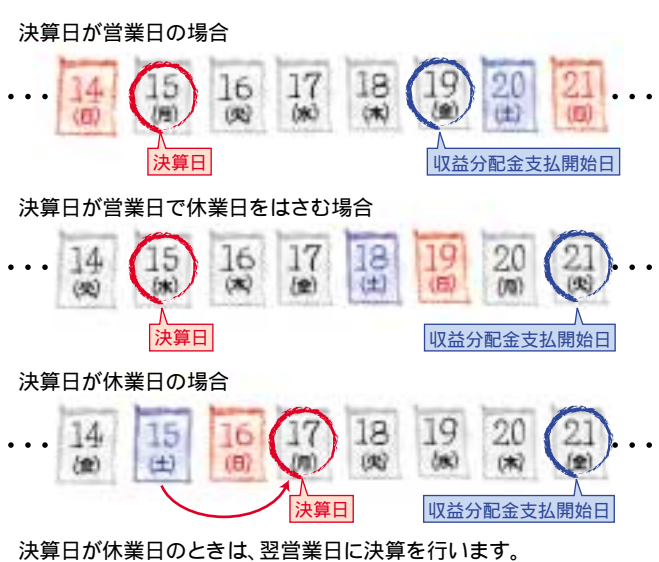 決算日が営業日の場合
… 14 15 16 17 18 19 20 21 …
(日) (月) (火) (水) (木) (金) (土) (日)
決算日 収益分配金支払開始日
決算日が営業日で休業日をはさむ場合
… 14 15 16 17 18 19 20 21 …
(火) (水) (木) (金) (土) (日) (月) (火)
決算日 収益分配金支払開始日
決算日が休業日の場合
… 14 15 16 17 18 19 20 21 …
(金) (土) (日) (月) (火) (水) (木) (金)
決算日 収益分配金支払開始日
決算日が休業日のときは、翌営業日に決算を行います。